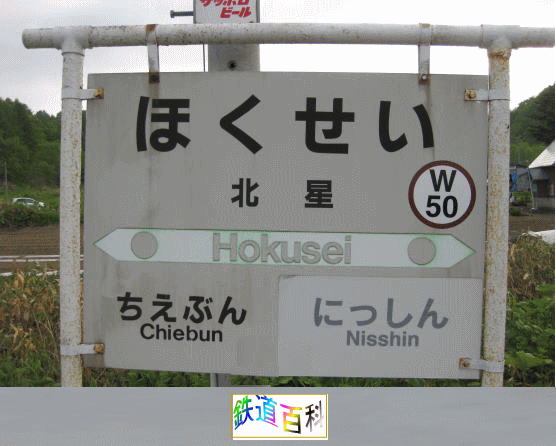 サッポロ
ビール
ほくせい
北星
W
50
Hokusei
ちえぶん
Chiebun
にっしん
Nisshin
鉄道百科